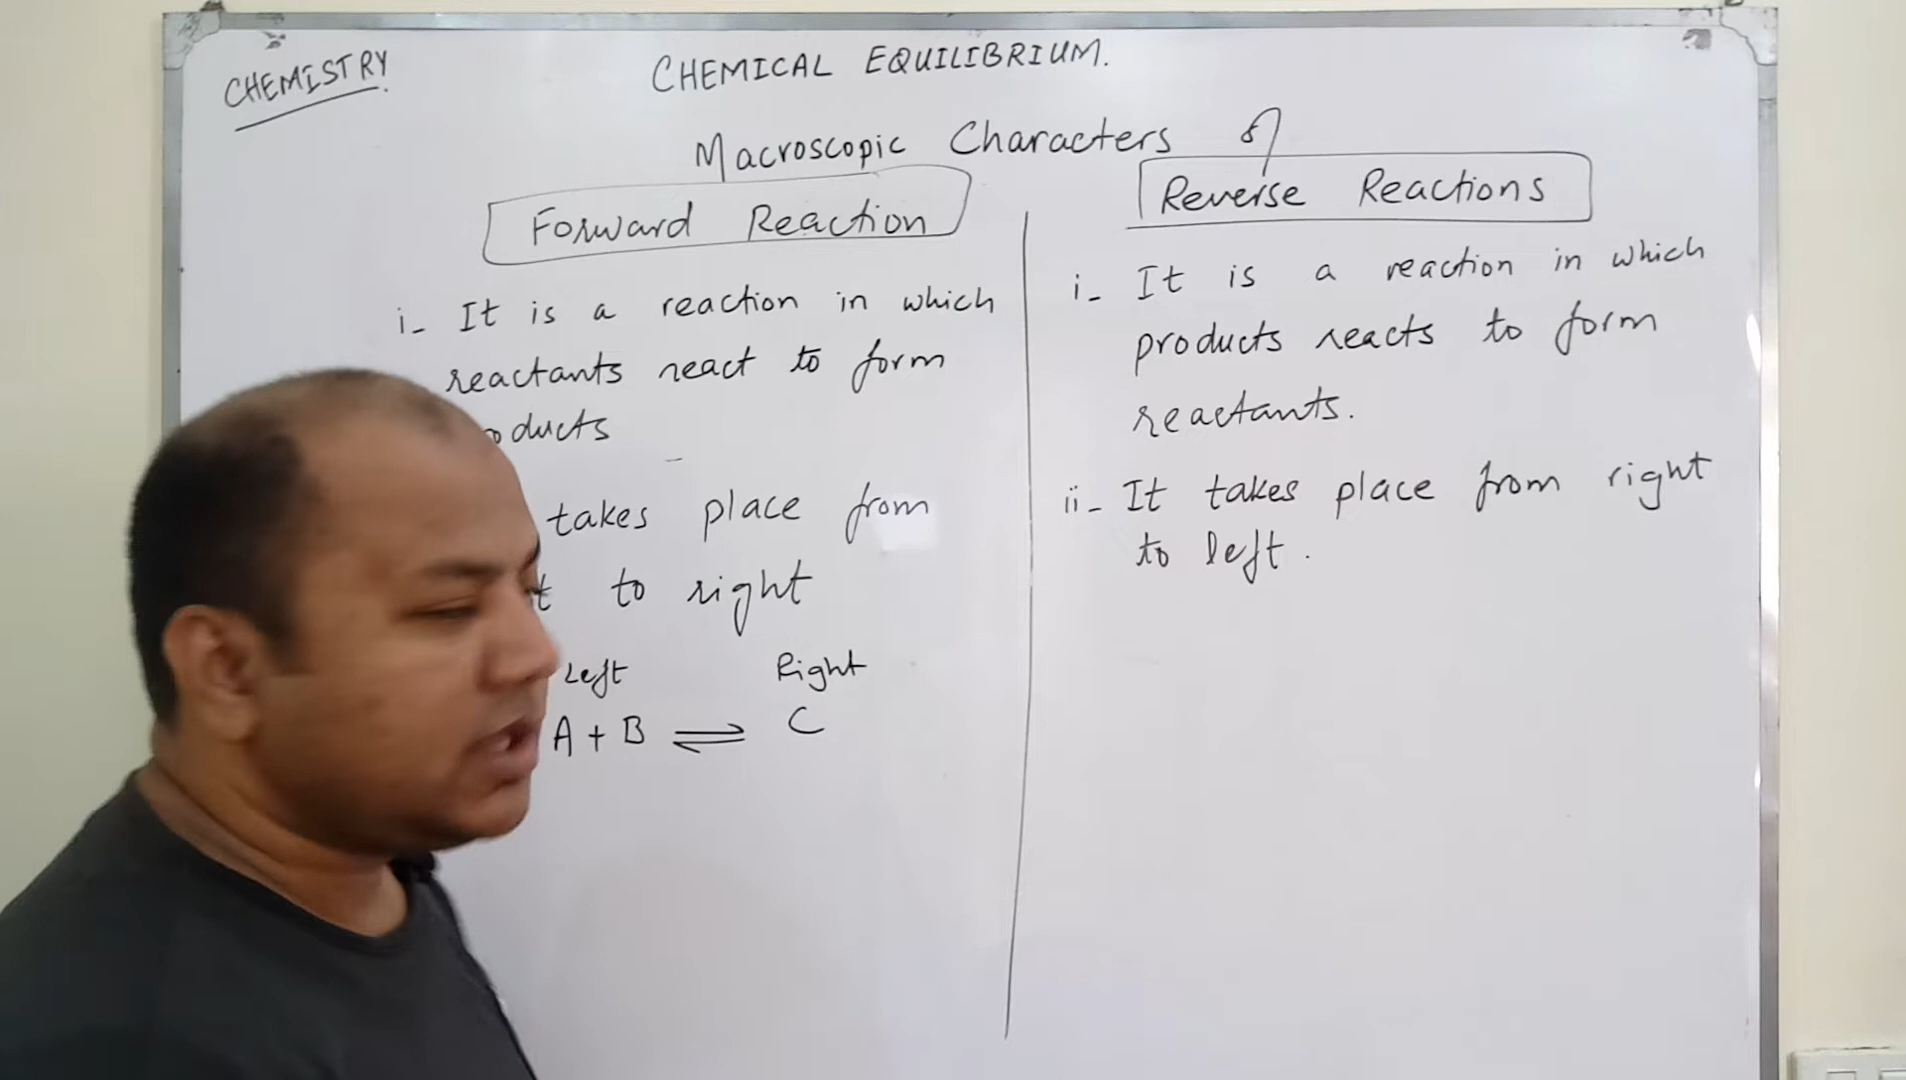 CHEMISTRY
CHEMICAL EQUILIBRIUM.
Macroscopic Characters of
Forward Reaction
i- It is a reaction in which
reactants react to form
oducts
takes place from
t to right
Left Right
A + B ⇌ C
Reverse Reactions
i- It is a reaction in which
products reacts to form
reactants.
ii- It takes place from right
to left.